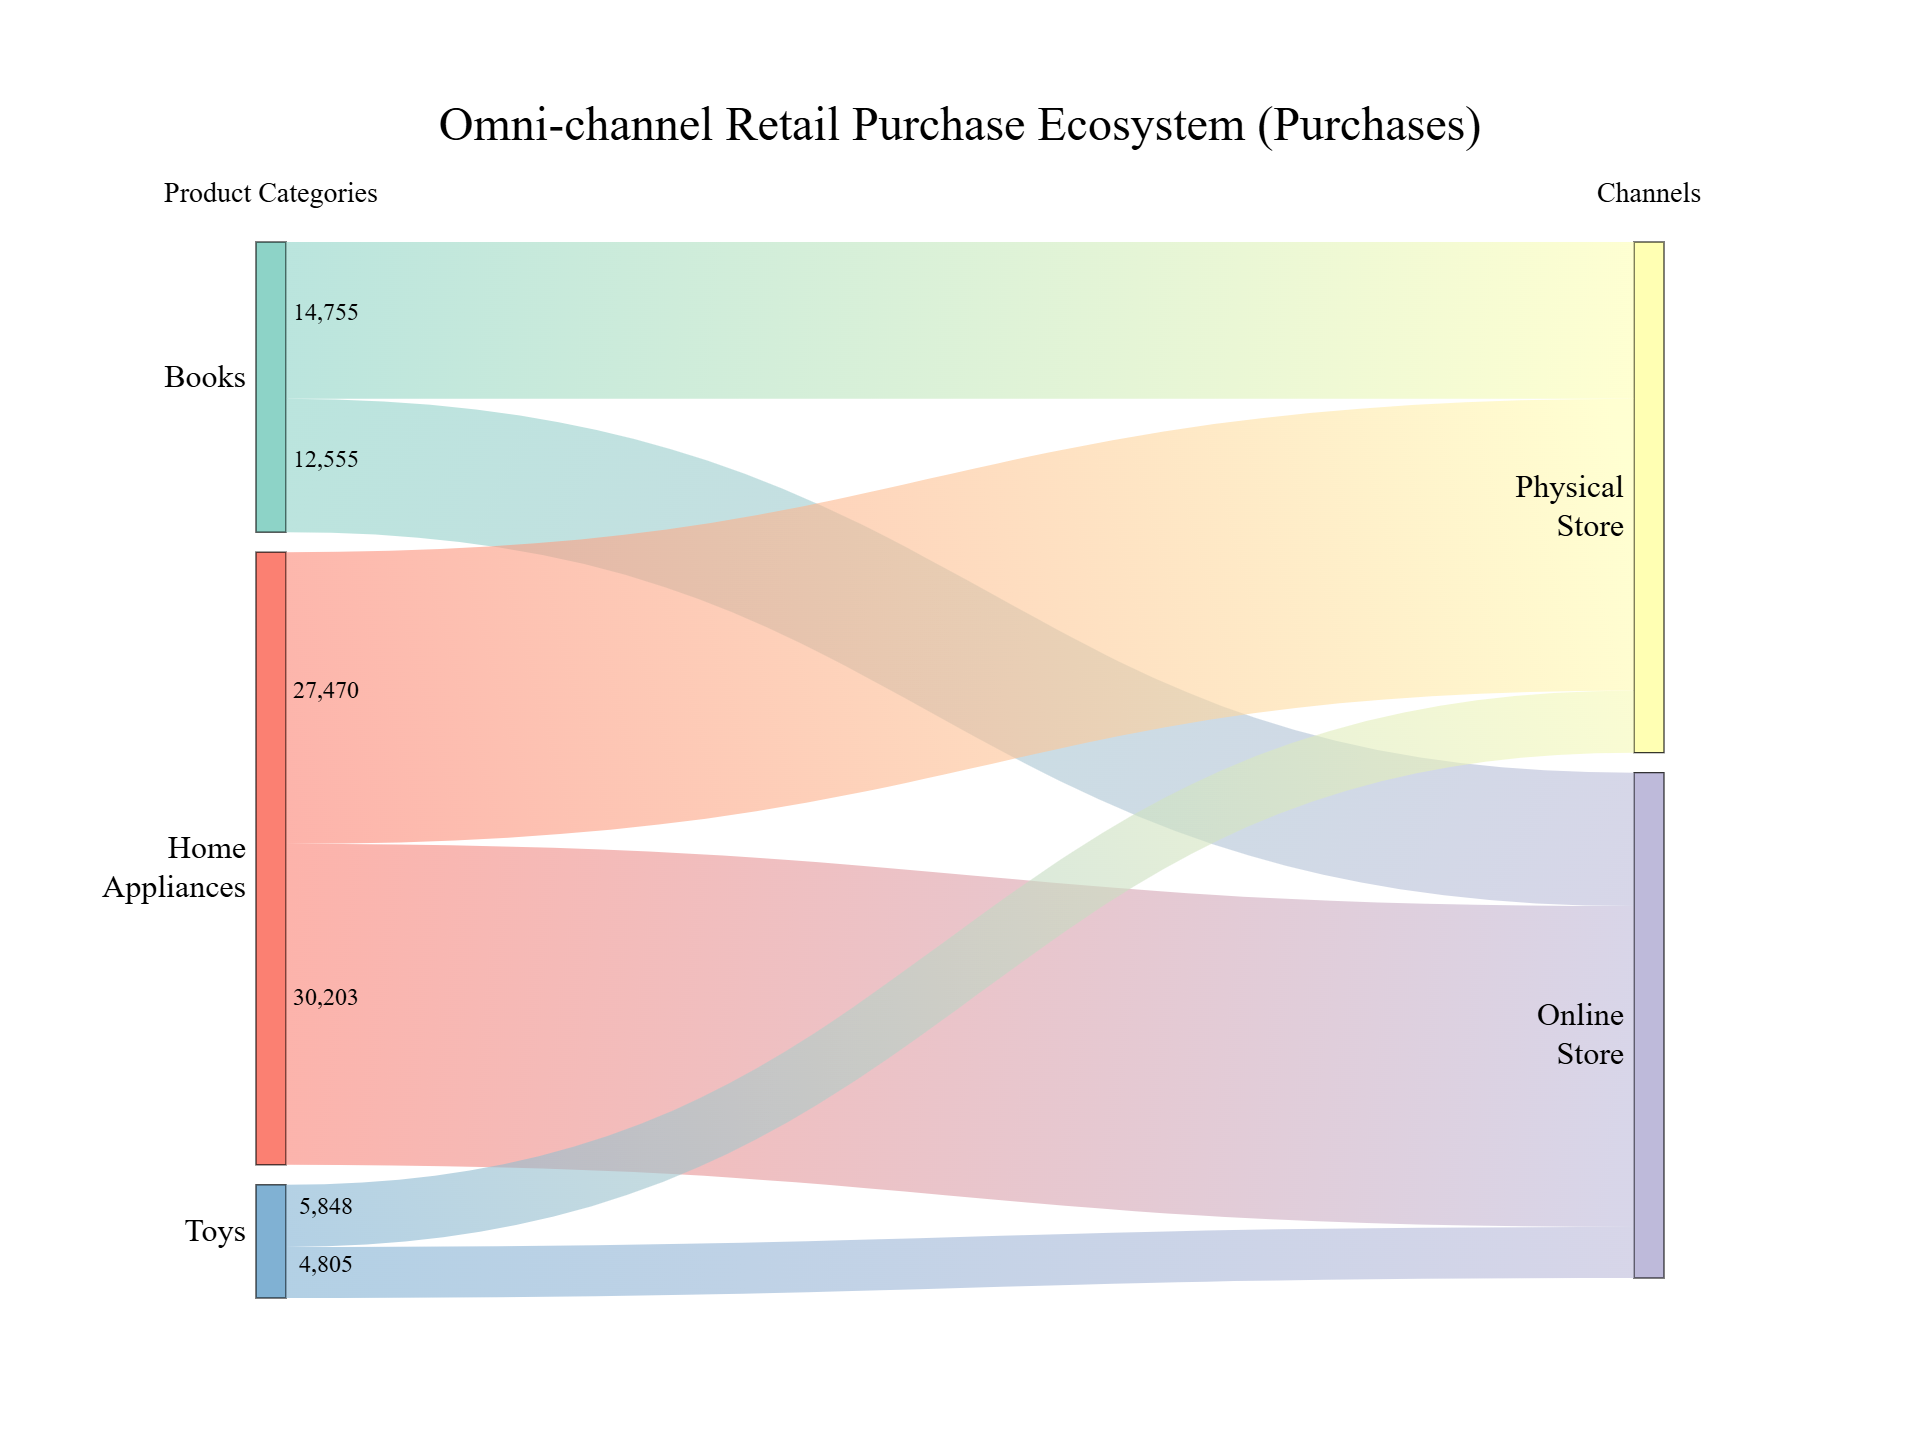 Omni-channel Retail Purchase Ecosystem (Purchases)
Product Categories
Channels
14,755
Books
12,555
Physical
Store
27,470
Home
Appliances
30,203
Online
Store
5,848
Toys
4,805